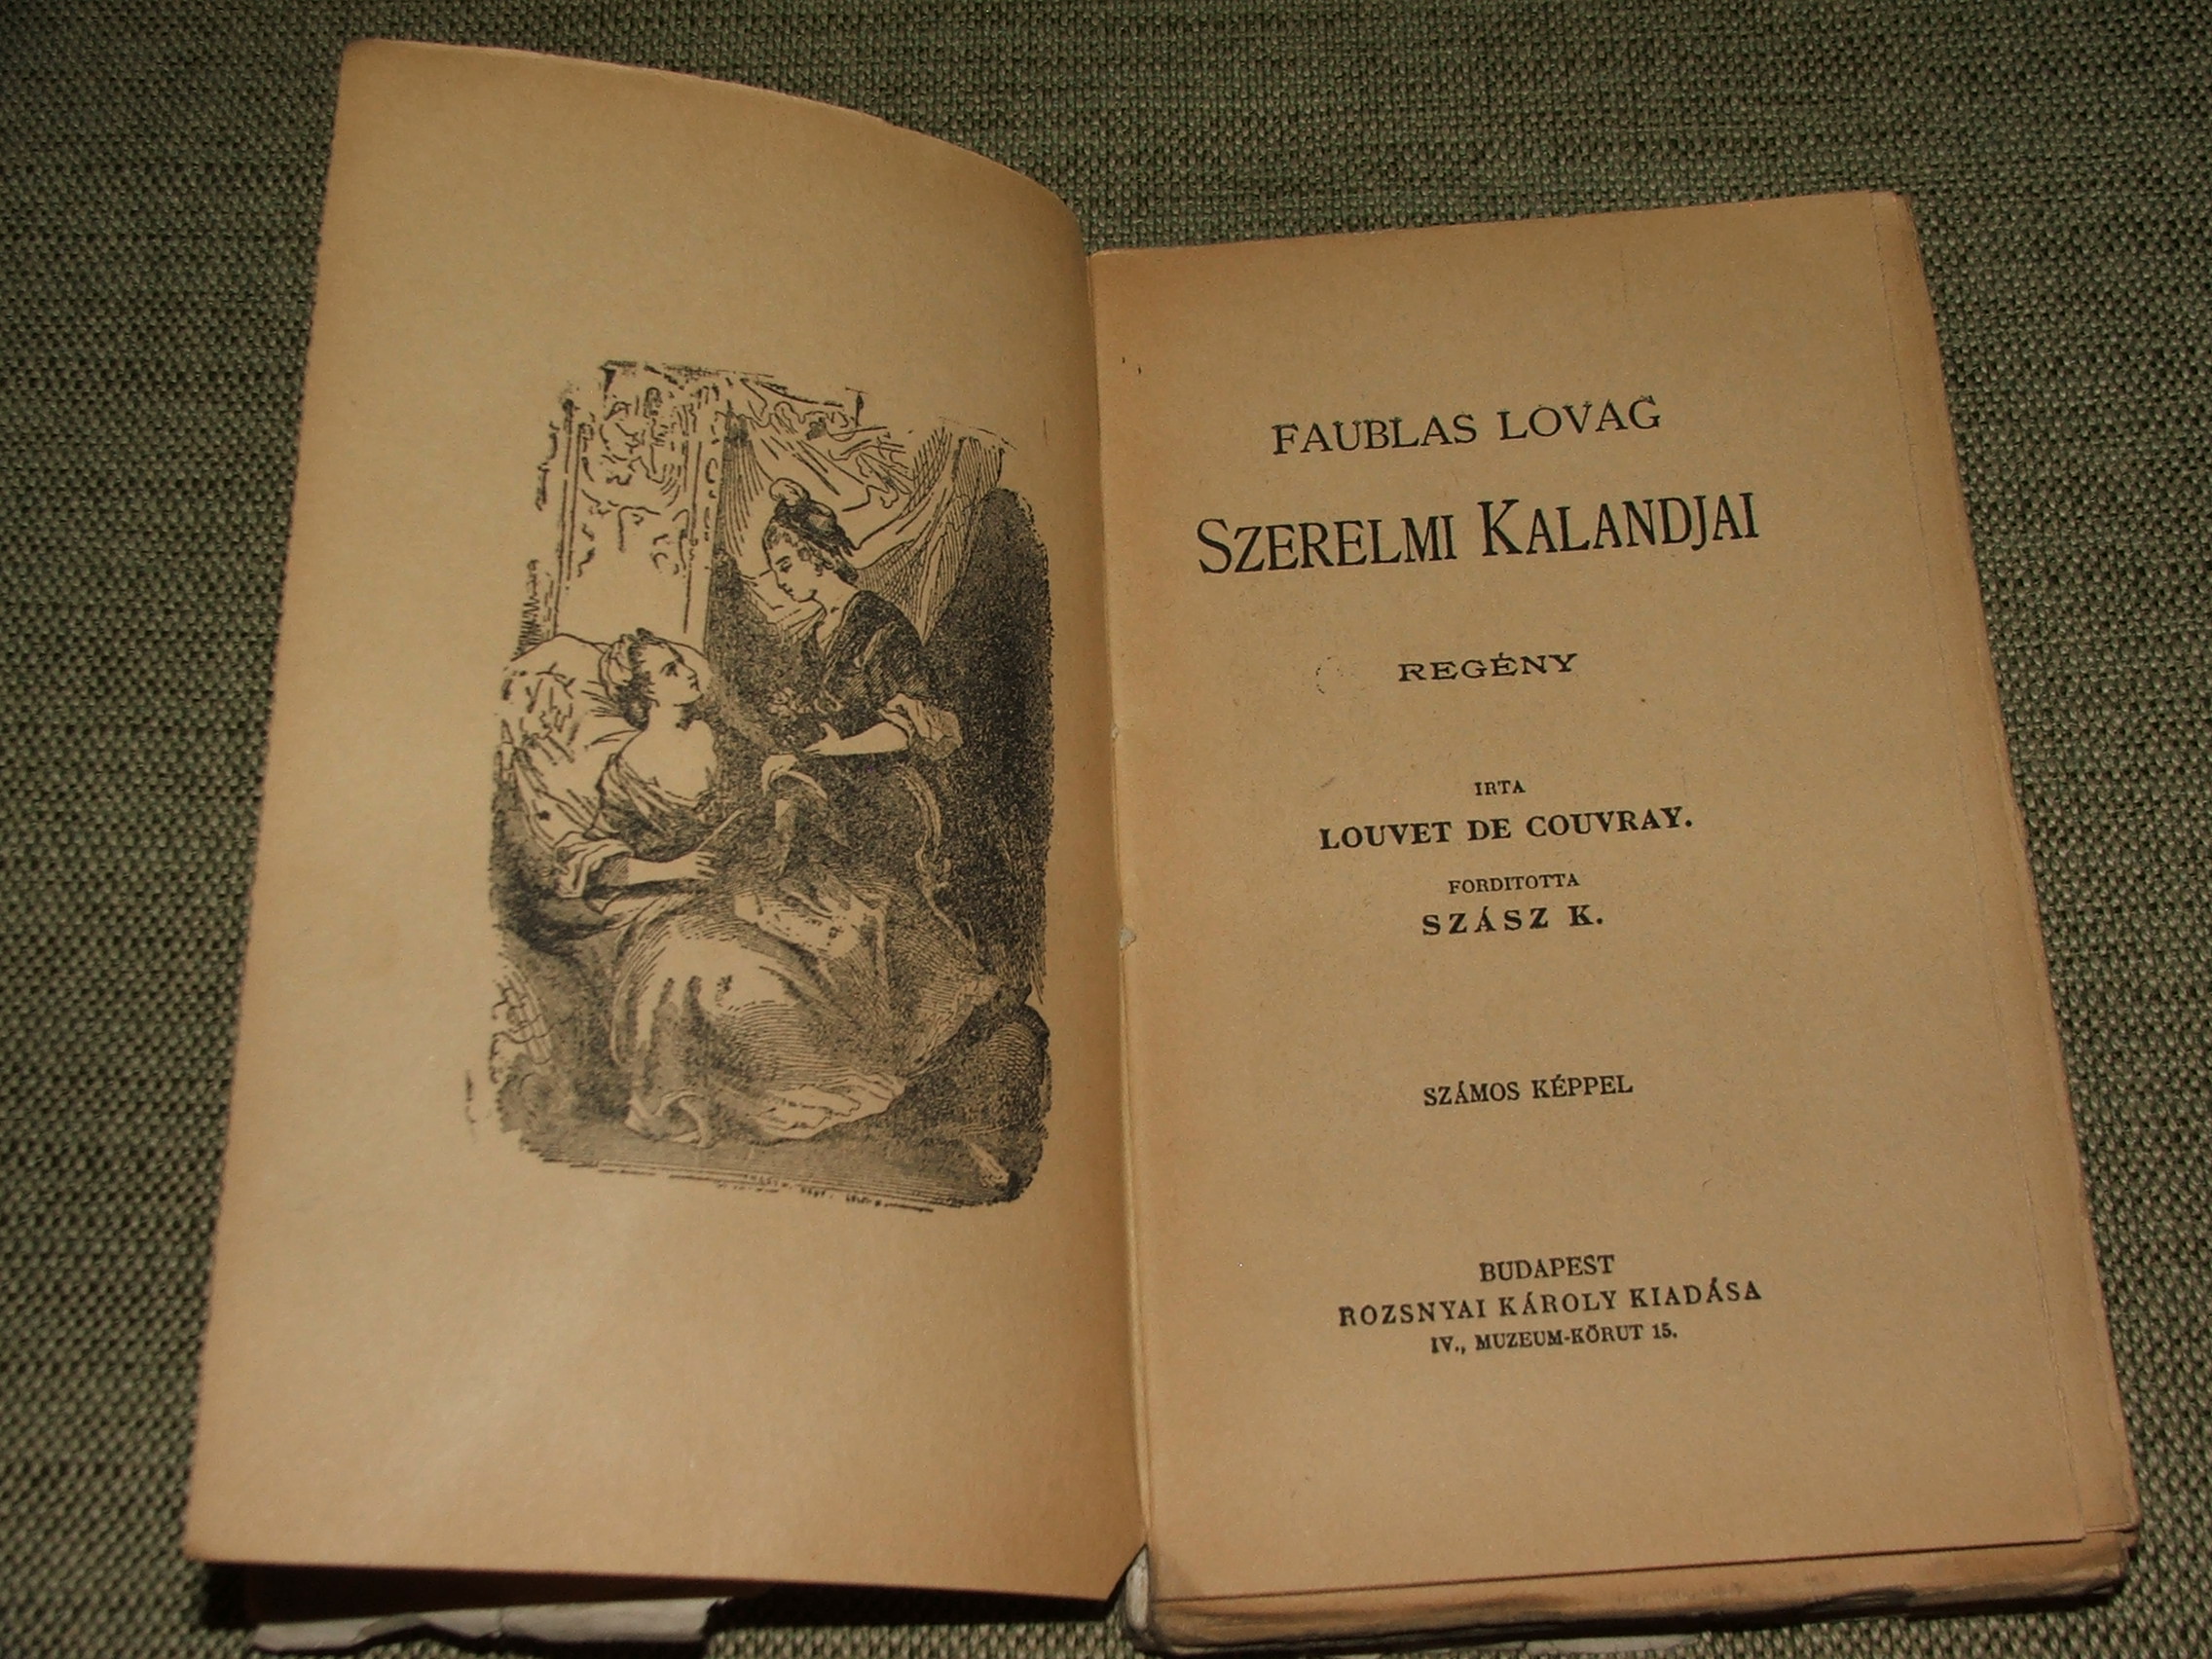 FAUBLAS LOVAG
SZERELMI KALANDJAI
REGÉNY
IRTA
LOUVET DE COUVRAY.
FORDITOTTA
SZÁSZ K.
SZÁMOS KÉPPEL
BUDAPEST
ROZSNYAI KÁROLY KIADÁSA
IV., MUZEUM-KÖRUT 15.